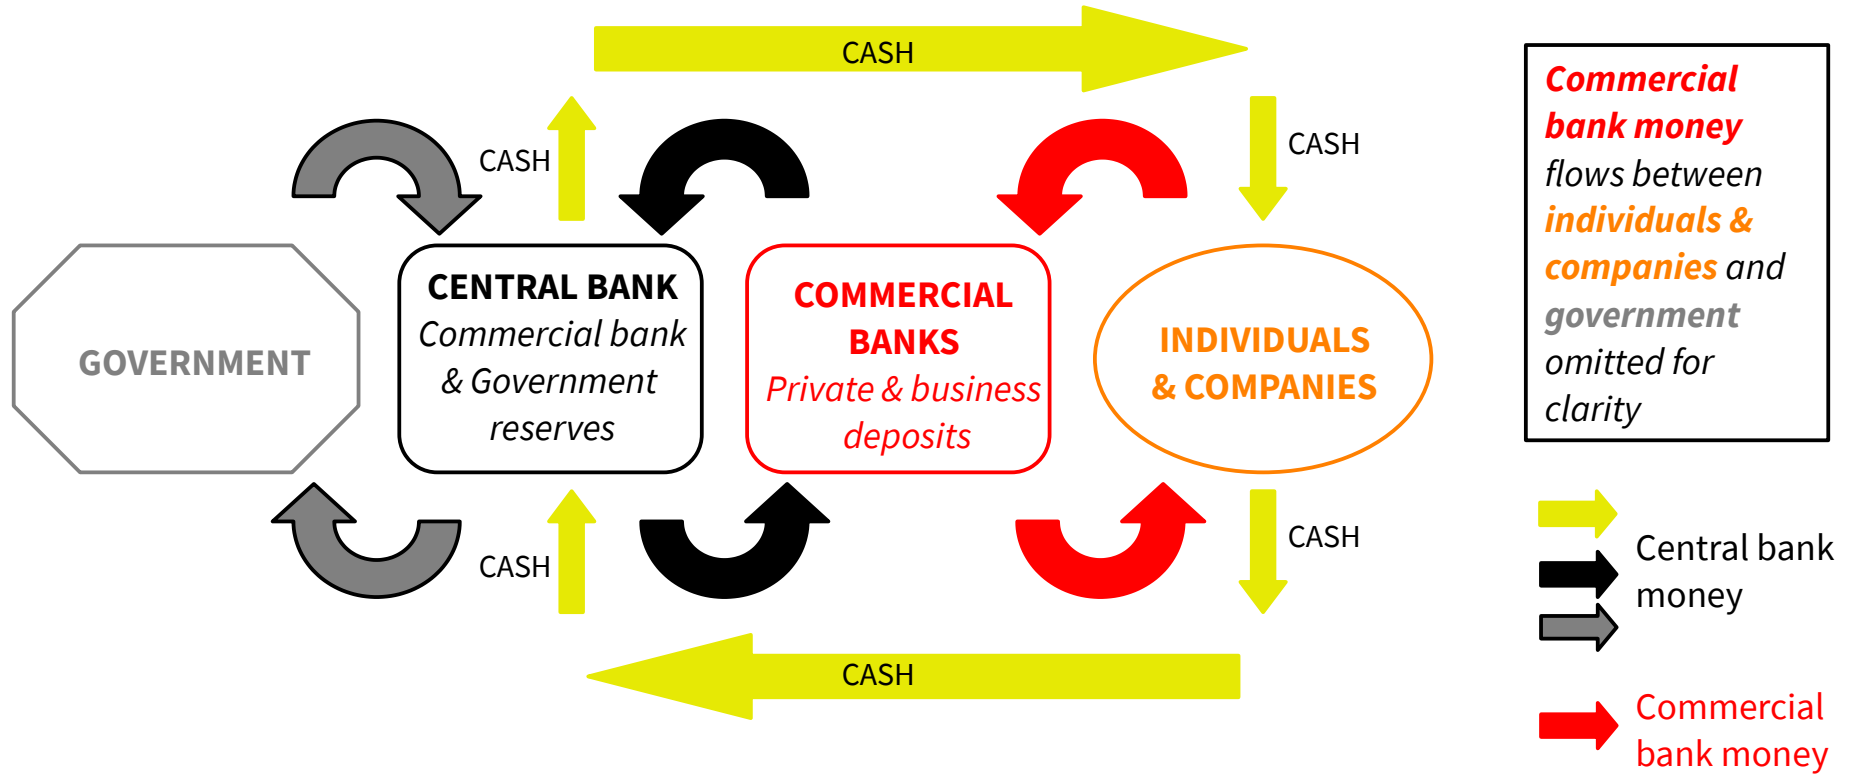 CASH
CASH
CASH
GOVERNMENT
CENTRAL BANK
Commercial bank
& Government
reserves
COMMERCIAL
BANKS
Private & business
deposits
INDIVIDUALS
& COMPANIES
CASH
CASH
CASH
Commercial
bank money
flows between
individuals &
companies and
government
omitted for
clarity
Central bank
money
Commercial
bank money